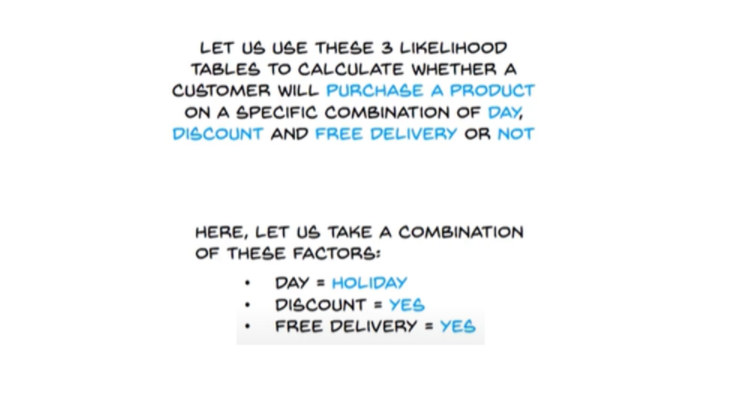 LET US USE THESE 3 LIKELIHOOD
TABLES TO CALCULATE WHETHER A
CUSTOMER WILL PURCHASE A PRODUCT
ON A SPECIFIC COMBINATION OF DAY,
DISCOUNT AND FREE DELIVERY OR NOT
HERE, LET US TAKE A COMBINATION
OF THESE FACTORS:
• DAY = HOLIDAY
• DISCOUNT = YES
• FREE DELIVERY = YES